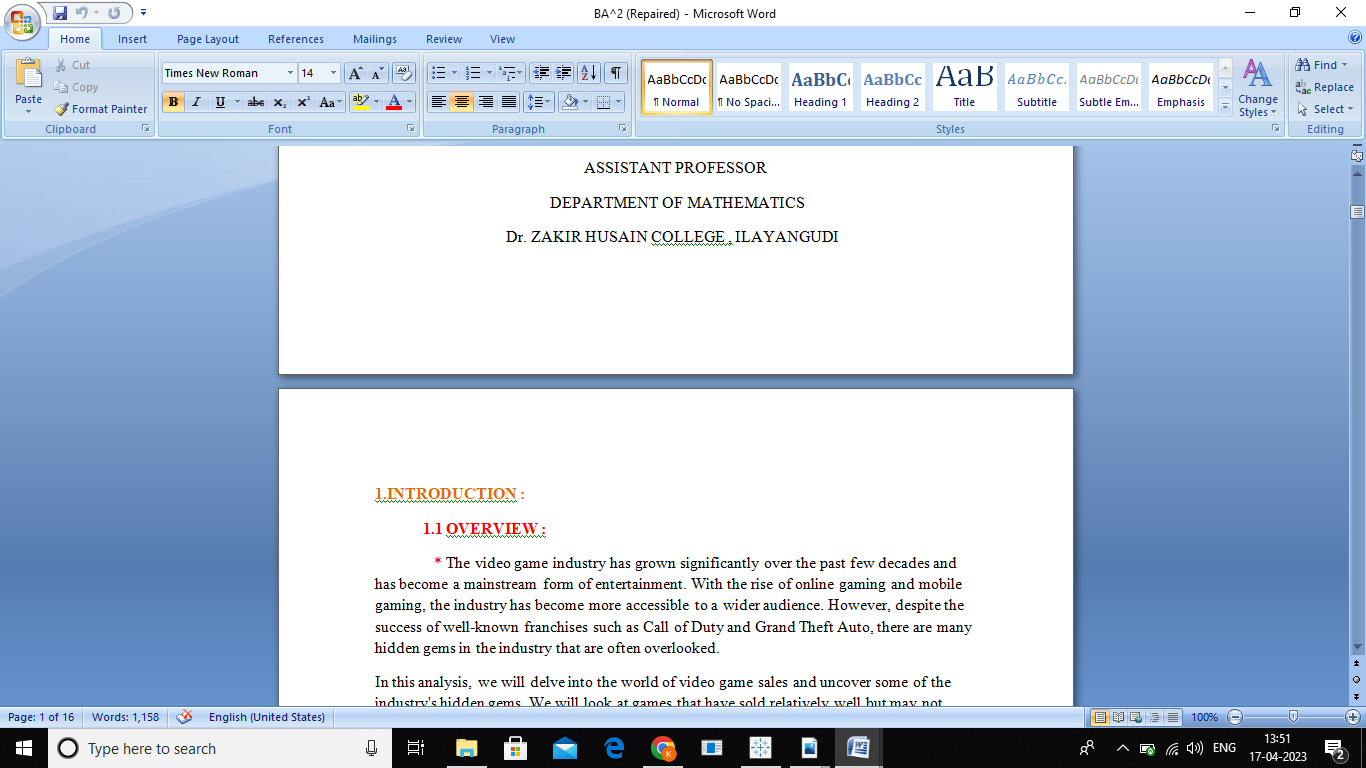 BA^2 (Repaired) - Microsoft Word
Home Insert Page Layout References Mailings Review View
Paste
Cut
Copy
Format Painter
Clipboard
Times New Roman 14
B I U abc X₂ X² Aa
Font
Paragraph
AaBbCcDc AaBbCcDc AaBbC AaBbCc AaB AaBbCc. AaBbCcDc AaBbCcDc
¶ Normal ¶ No Spaci... Heading 1 Heading 2 Title Subtitle Subtle Em... Emphasis
Change Styles
Styles
Find
Replace
Select
Editing
ASSISTANT PROFESSOR
DEPARTMENT OF MATHEMATICS
Dr. ZAKIR HUSAIN COLLEGE , ILAYANGUDI
1.INTRODUCTION :
1.1 OVERVIEW :
* The video game industry has grown significantly over the past few decades and
has become a mainstream form of entertainment. With the rise of online gaming and mobile
gaming, the industry has become more accessible to a wider audience. However, despite the
success of well-known franchises such as Call of Duty and Grand Theft Auto, there are many
hidden gems in the industry that are often overlooked.
In this analysis, we will delve into the world of video game sales and uncover some of the
industry's hidden gems. We will look at games that have sold relatively well but may not
Page: 1 of 16 Words: 1,158 English (United States) 100%
Type here to search
ENG
13:51
17-04-2023
2